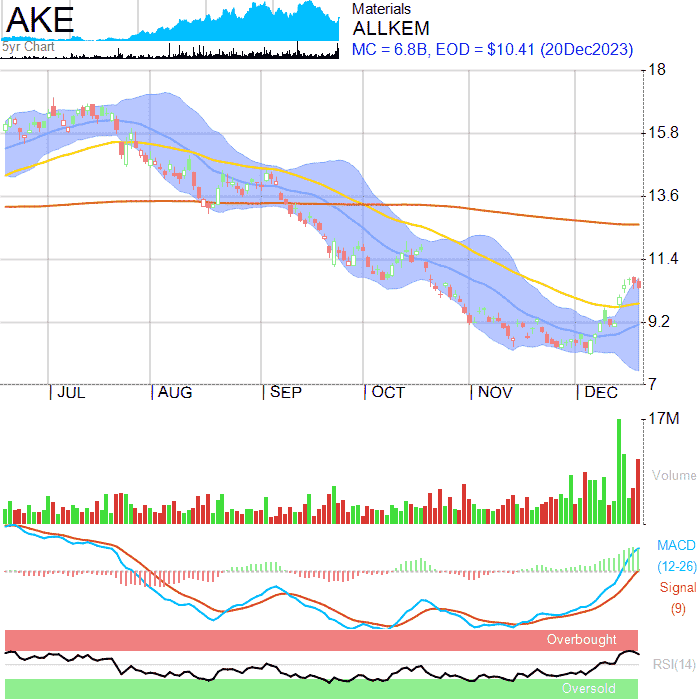 AKE
5yr Chart
Materials
ALLKEM
MC = 6.8B, EOD = $10.41 (20Dec2023)
18
15.8
13.6
11.4
9.2
7
JUL AUG SEP OCT NOV DEC
17M
Volume
MACD
(12-26)
Signal
(9)
Overbought
RSI(14)
Oversold